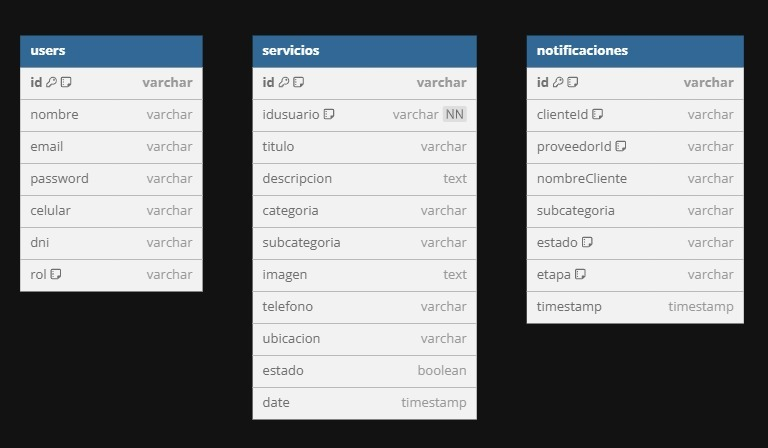 users
id varchar
nombre varchar
email varchar
password varchar
celular varchar
dni varchar
rol varchar
servicios
id varchar
idusuario varchar NN
titulo varchar
descripcion text
categoria varchar
subcategoria varchar
imagen text
telefono varchar
ubicacion varchar
estado boolean
date timestamp
notificaciones
id varchar
clienteId varchar
proveedorId varchar
nombreCliente varchar
subcategoria varchar
estado varchar
etapa varchar
timestamp timestamp